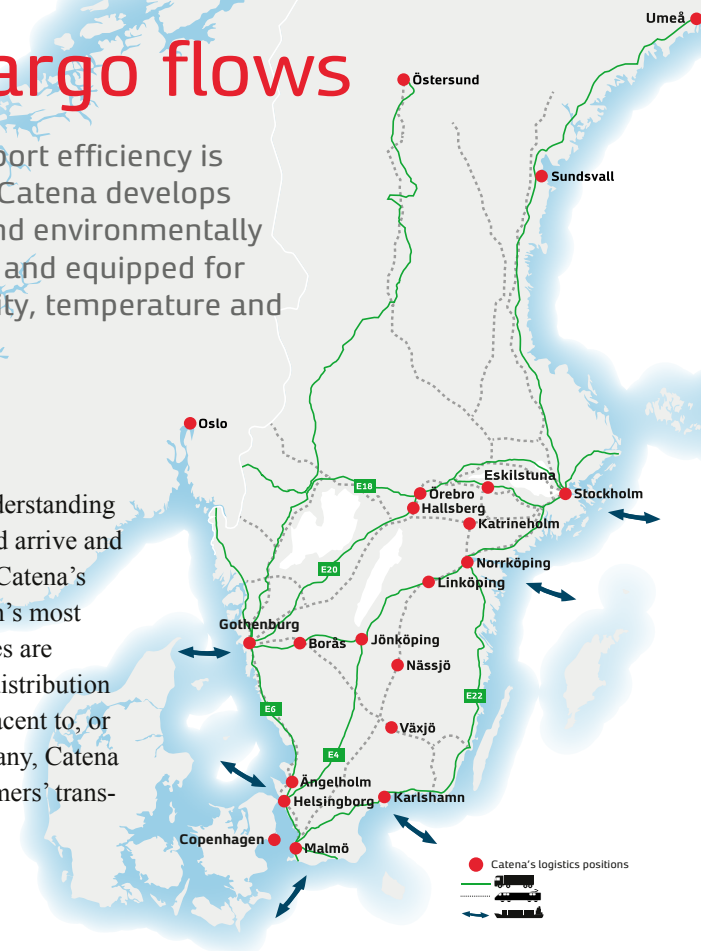 argo flows
port efficiency is
Catena develops
nd environmentally
and equipped for
ity, temperature and
derstanding
d arrive and
Catena's
n's most
es are
distribution
acent to, or
any, Catena
mers' trans-
Umeå
Östersund
Sundsvall
Oslo
E18
Eskilstuna
Örebro
Stockholm
Hallsberg
Katrineholm
Norrköping
E20
Linköping
Gothenburg
Borås
Jönköping
Nässjö
E22
E6
Växjö
E4
Ängelholm
Karlshamn
Helsingborg
Copenhagen
Malmö
Catena's logistics positions